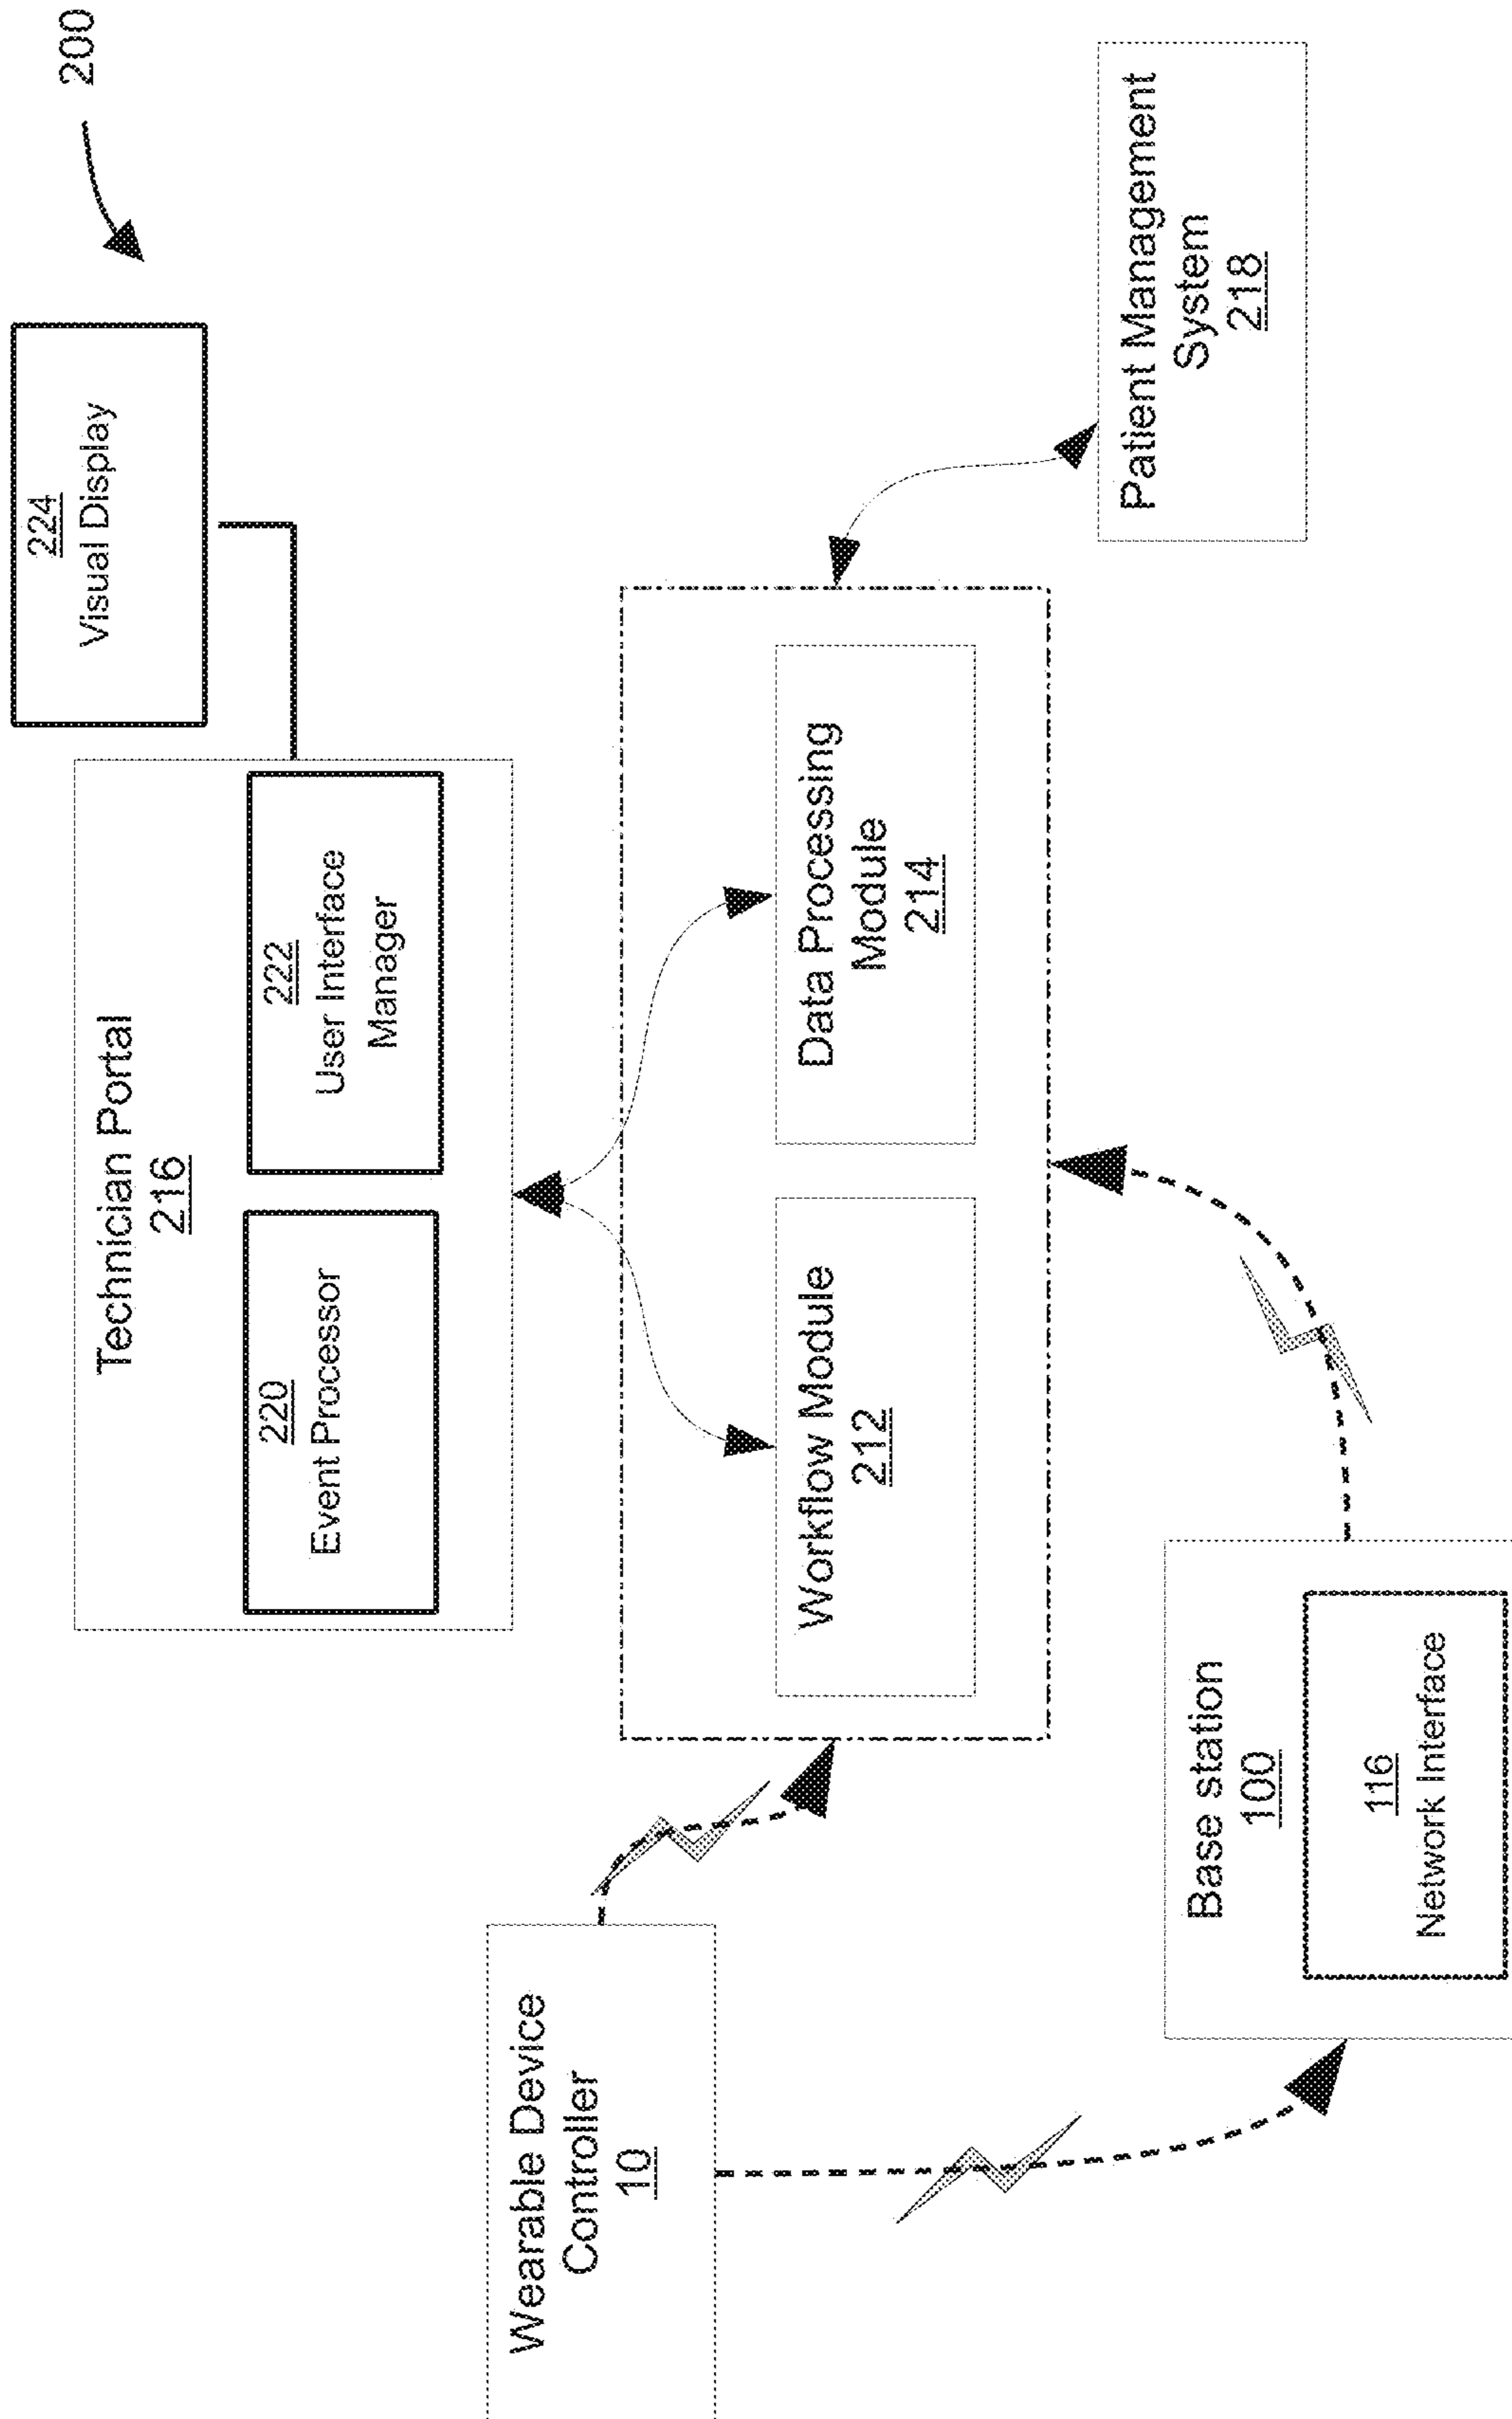 200
224
Visual Display
Technician Portal
216
220
Event Processor
222
User Interface
Manager
Workflow Module
212
Data Processing
Module
214
Patient Management
System
218
Wearable Device
Controller
10
Base station
100
116
Network Interface